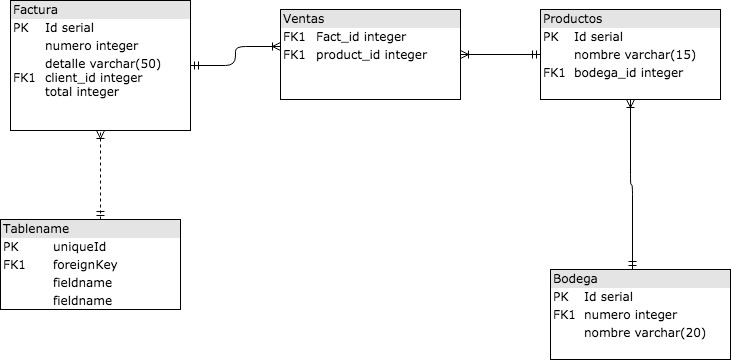 Factura
PK Id serial
numero integer
detalle varchar(50)
FK1 client_id integer
total integer
Ventas
FK1 Fact_id integer
FK1 product_id integer
Productos
PK Id serial
nombre varchar(15)
FK1 bodega_id integer
Tablename
PK uniqueId
FK1 foreignKey
fieldname
fieldname
Bodega
PK Id serial
FK1 numero integer
nombre varchar(20)